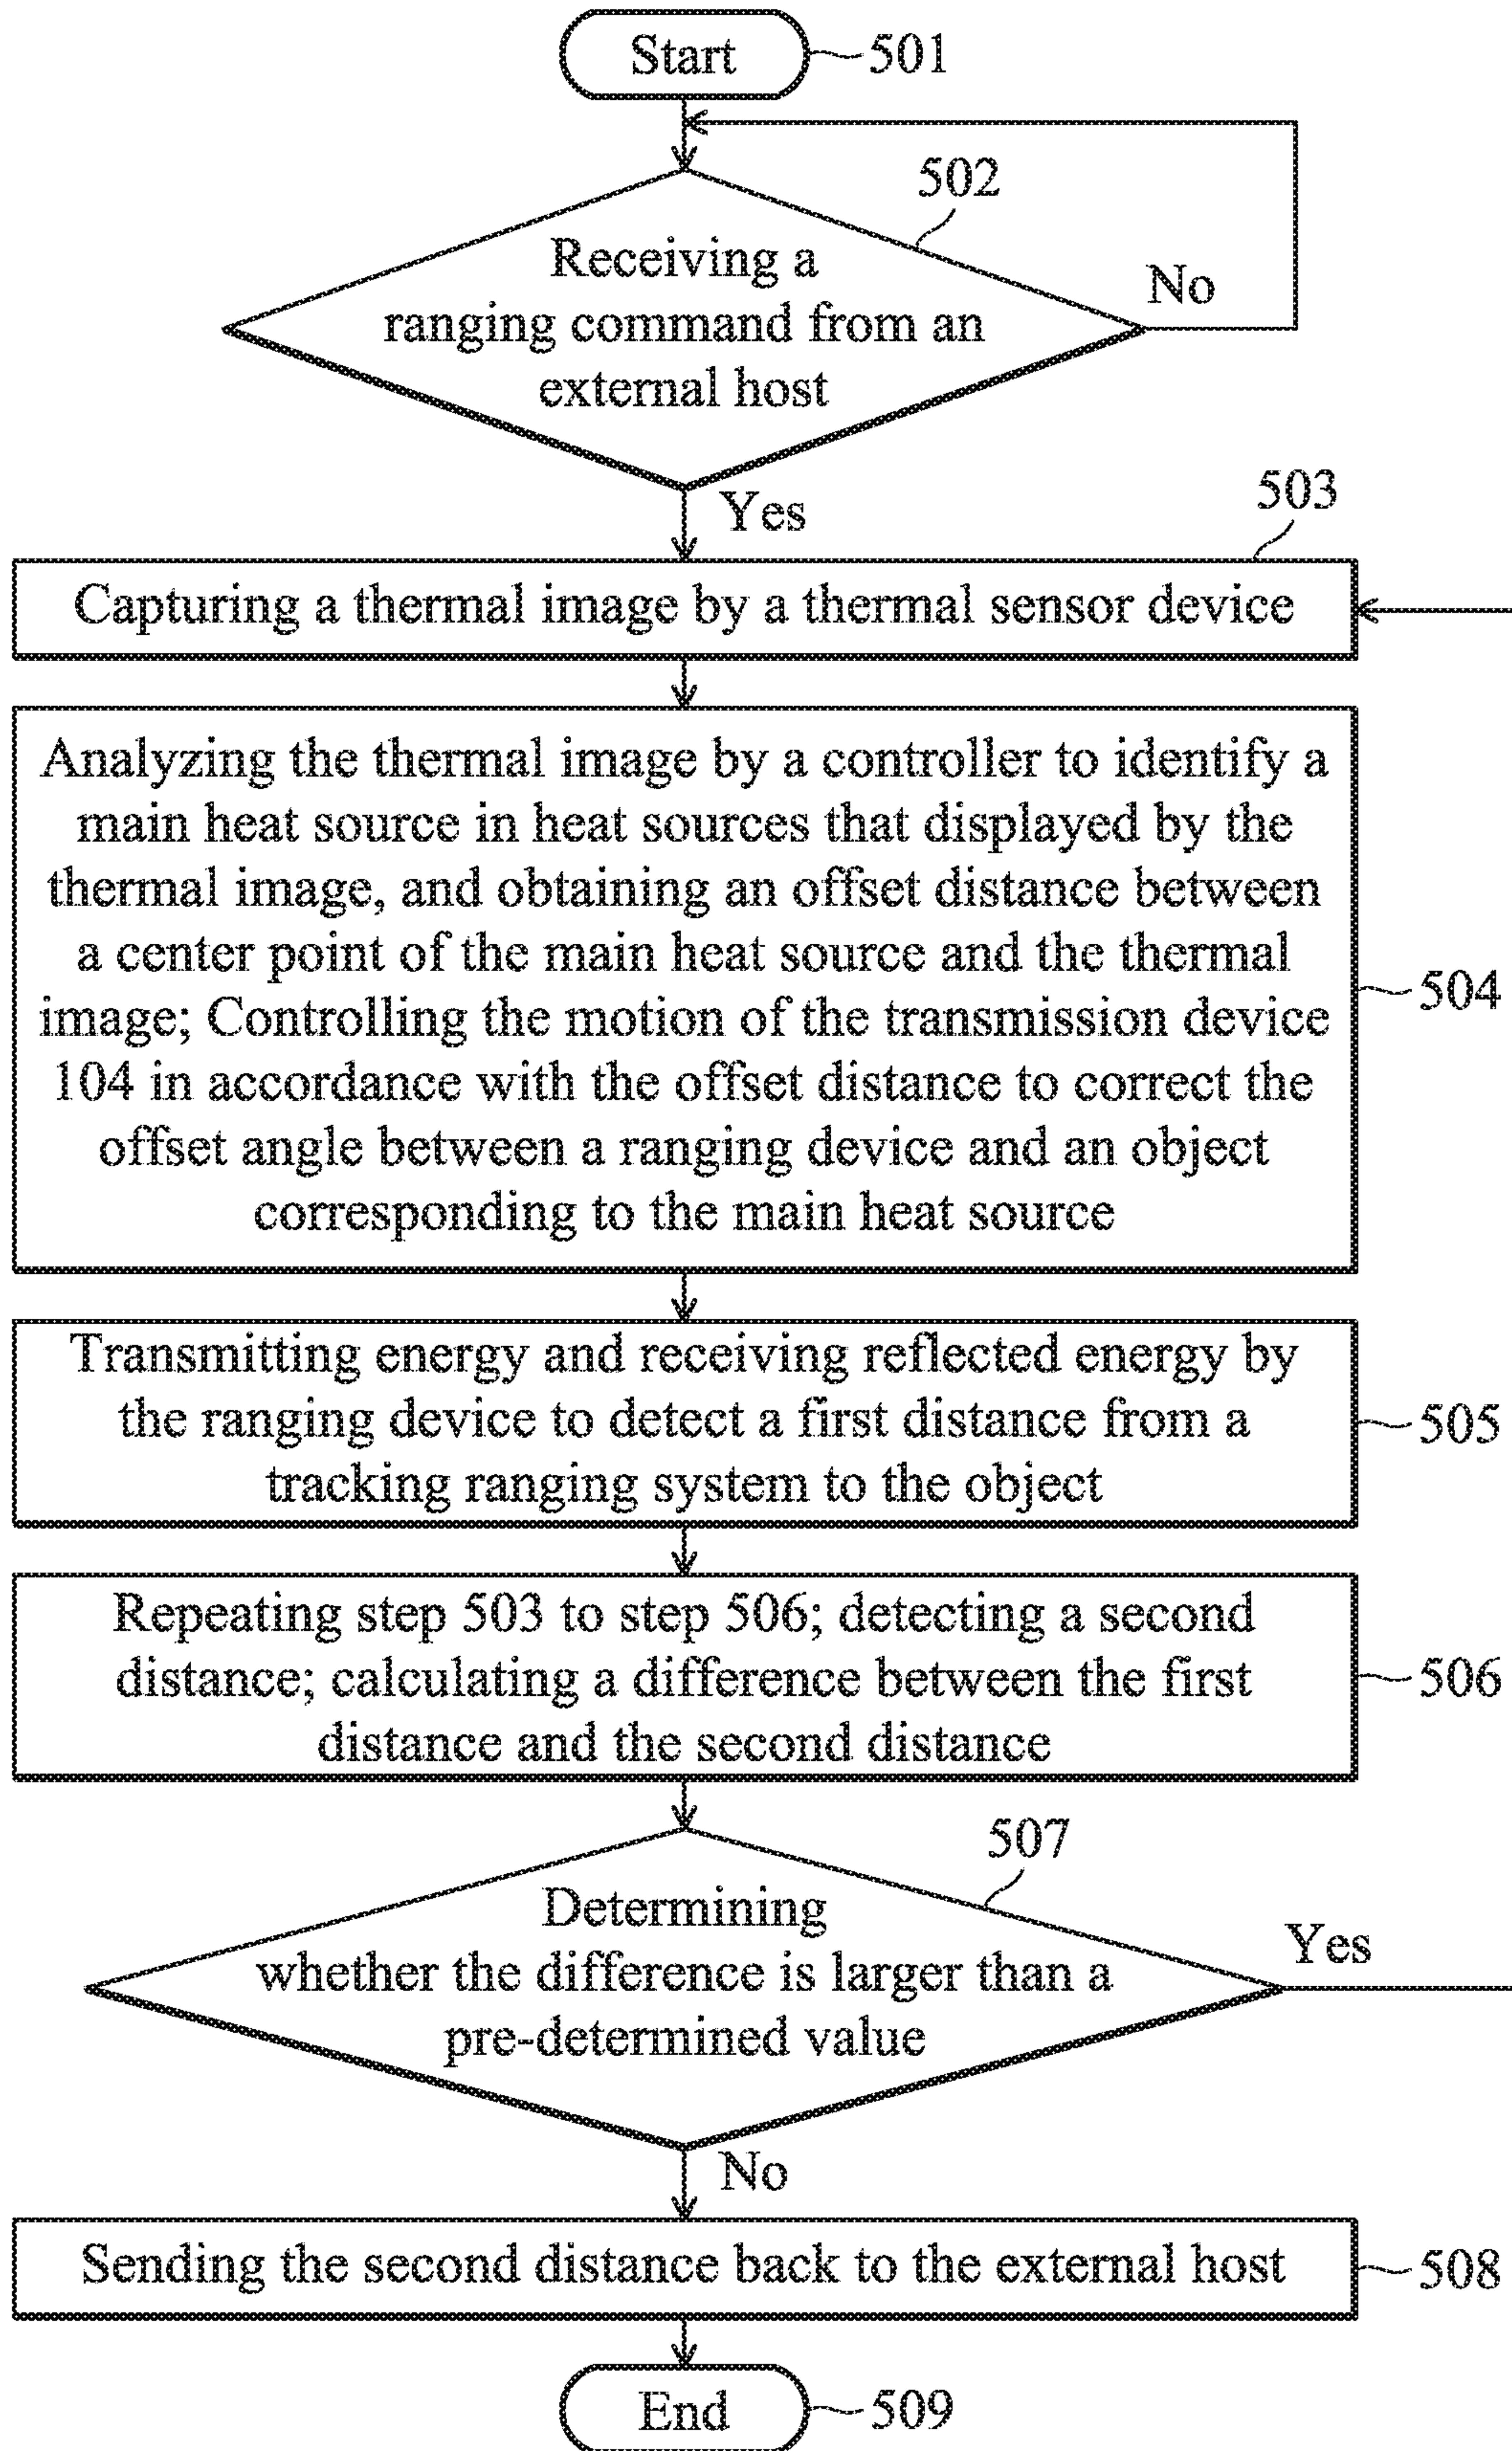 Start
501
502
Receiving a
ranging command from an
external host
No
Yes
503
Capturing a thermal image by a thermal sensor device
Analyzing the thermal image by a controller to identify a
main heat source in heat sources that displayed by the
thermal image, and obtaining an offset distance between
a center point of the main heat source and the thermal
image; Controlling the motion of the transmission device
104 in accordance with the offset distance to correct the
offset angle between a ranging device and an object
corresponding to the main heat source
504
Transmitting energy and receiving reflected energy by
the ranging device to detect a first distance from a
tracking ranging system to the object
505
Repeating step 503 to step 506; detecting a second
distance; calculating a difference between the first
distance and the second distance
506
507
Determining
whether the difference is larger than a
pre-determined value
Yes
No
Sending the second distance back to the external host
508
End
509